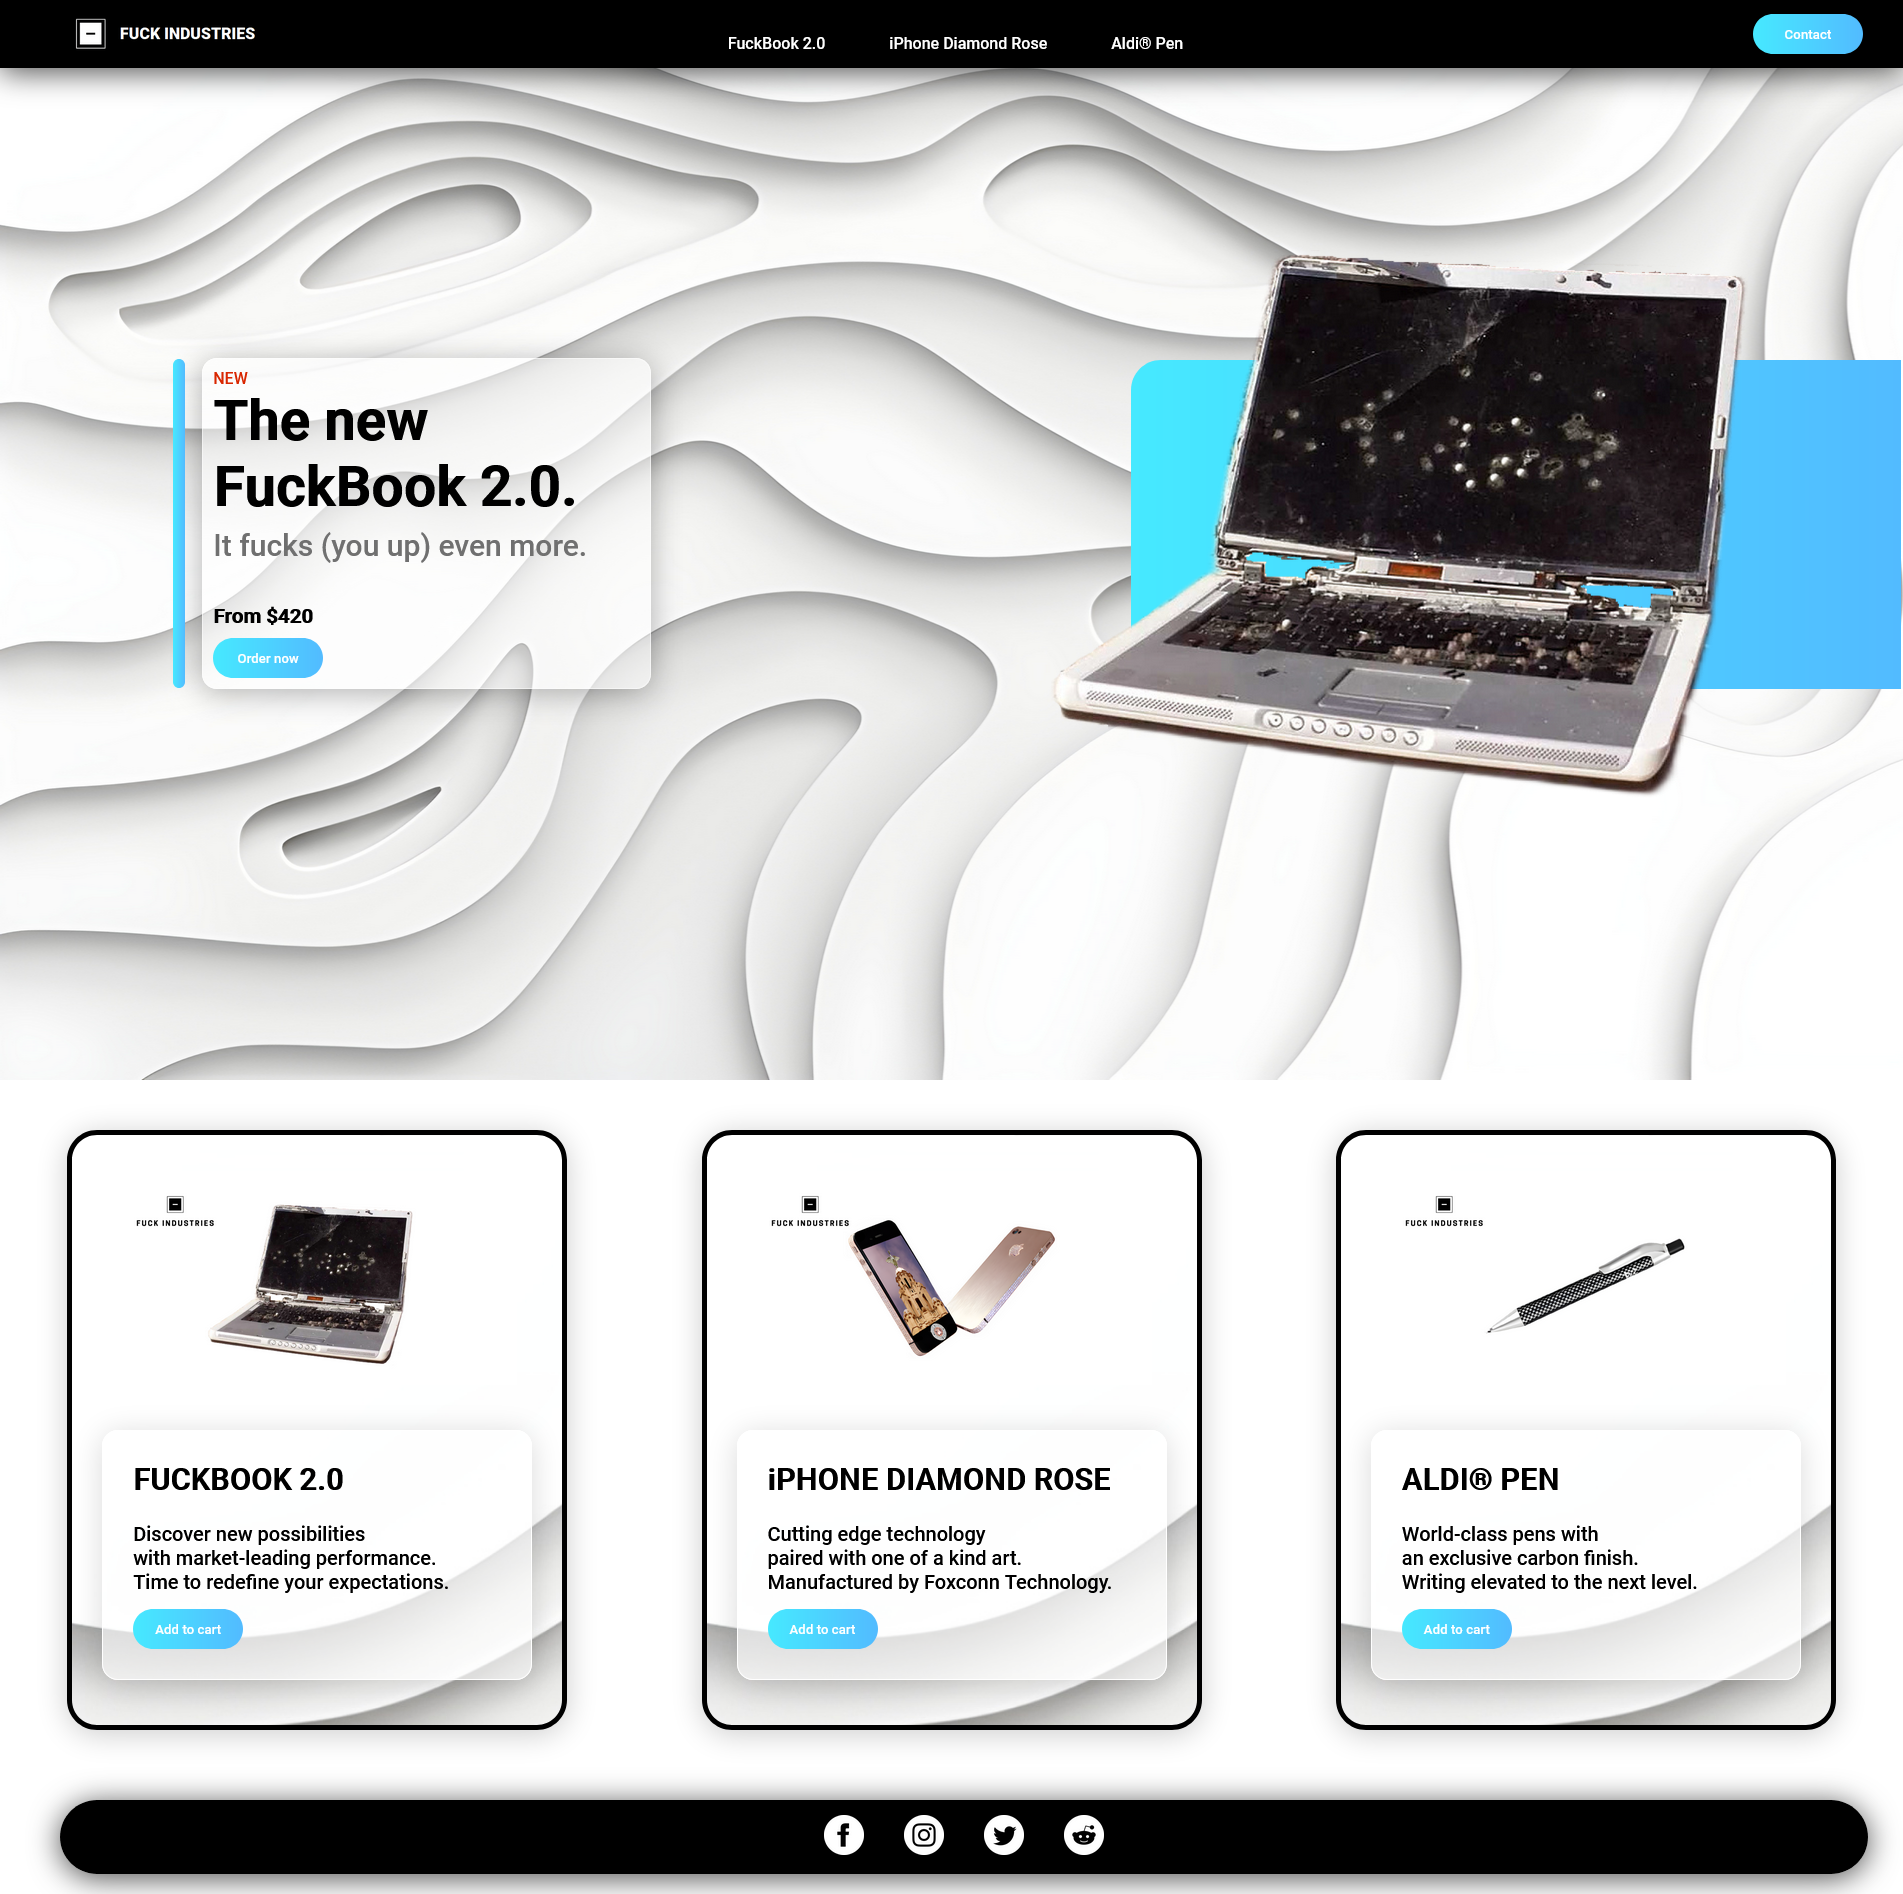 FUCK INDUSTRIES
FuckBook 2.0
iPhone Diamond Rose
Aldi® Pen
Contact
NEW
The new
FuckBook 2.0.
It fucks (you up) even more.
From $420
Order now
FUCK INDUSTRIES
FUCKBOOK 2.0
Discover new possibilities
with market-leading performance.
Time to redefine your expectations.
Add to cart
FUCK INDUSTRIES
iPHONE DIAMOND ROSE
Cutting edge technology
paired with one of a kind art.
Manufactured by Foxconn Technology.
Add to cart
FUCK INDUSTRIES
ALDI® PEN
World-class pens with
an exclusive carbon finish.
Writing elevated to the next level.
Add to cart